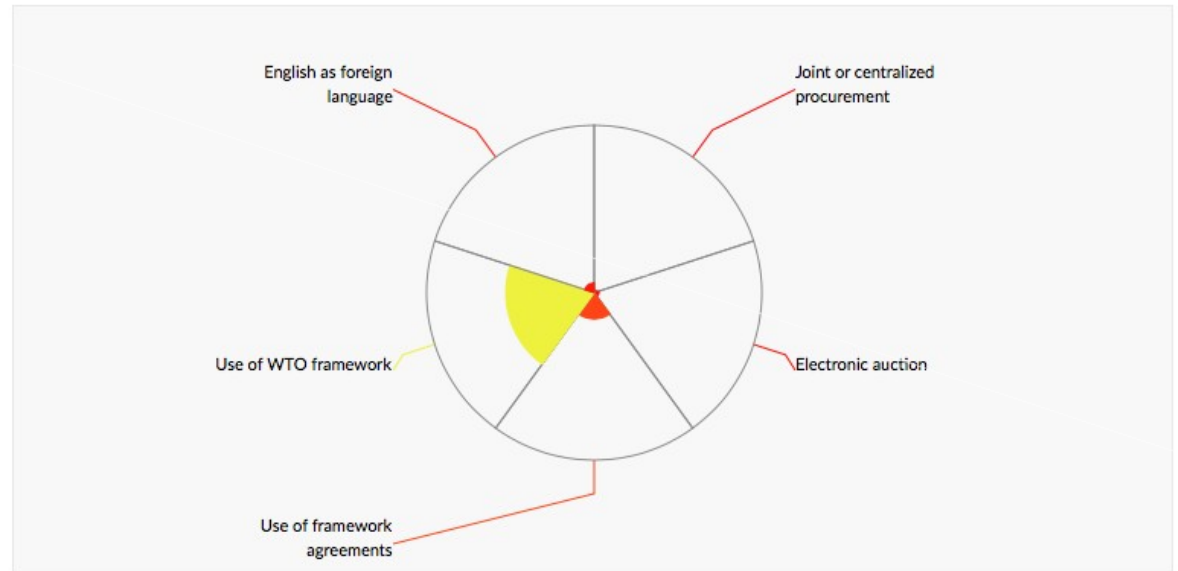 English as foreign
language
Joint or centralized
procurement
Use of WTO framework
Electronic auction
Use of framework
agreements